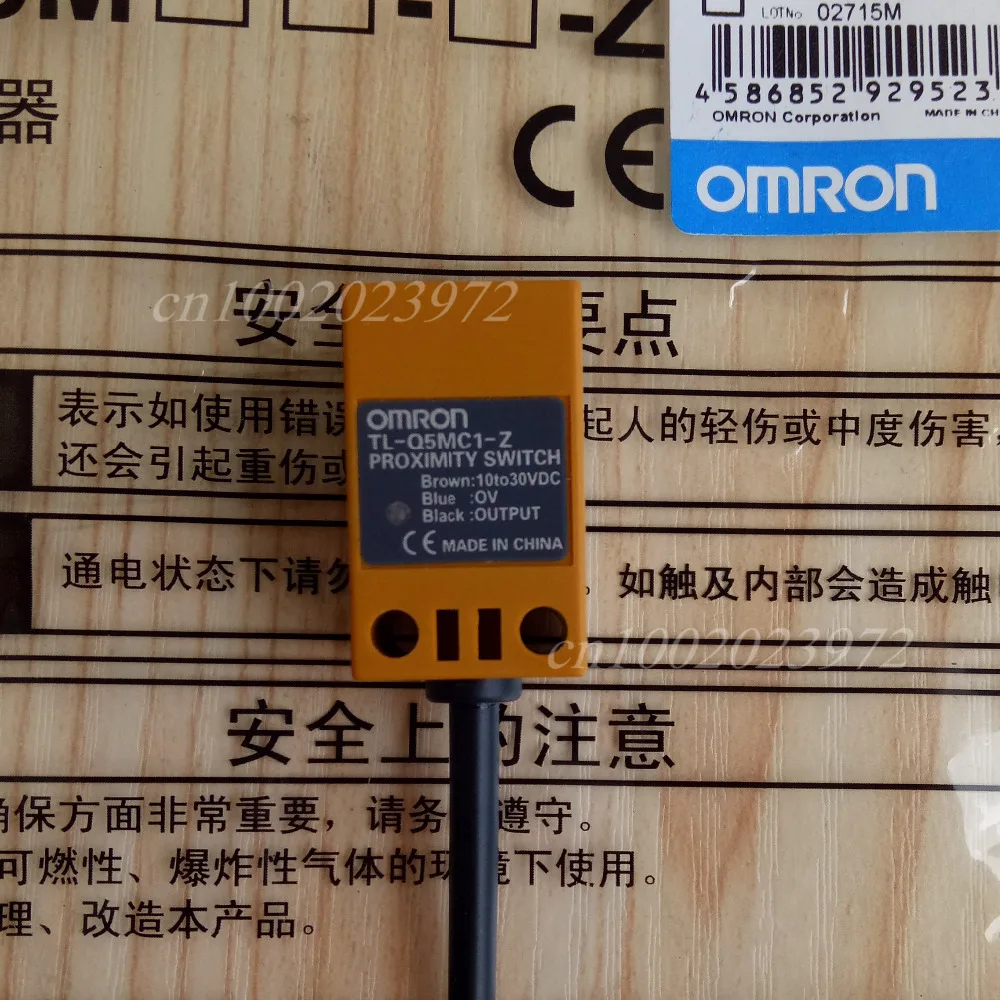 -Z
LOTNo 02715M
4 586852 929523
OMRON Corporation
MADE IN CH
OMRON
器
CE
安全 要点
cn1002023972
表示如使用错误 起人的轻伤或中度伤害,
还会引起重伤或
OMRON
TL-Q5MC1-Z
PROXIMITY SWITCH
Brown:10to30VDC
Blue :0V
Black :OUTPUT
CE MADE IN CHINA
通电状态下请勿 。如触及内部会造成触
cn1002023972
安全上的注意
确保方面非常重要,请务 遵守。
可燃性、爆炸性气体的环境下使用。
理、改造本产品。